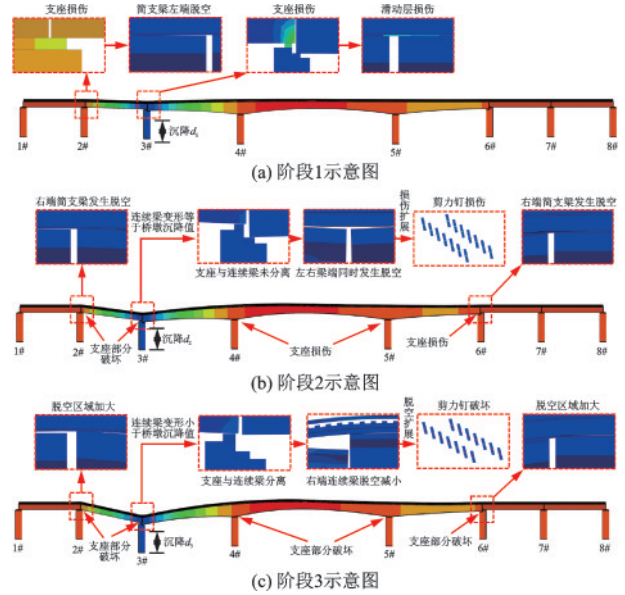 支座损伤
简支梁左端脱空
支座损伤
滑动层损伤
沉降d₁
1# 2# 3# 4# 5# 6# 7# 8#
(a) 阶段1示意图
右端简支梁发生脱空
连续梁变形等
于桥墩沉降值
支座与连续梁未分离
左右梁端同时发生脱空
损伤
扩展
剪力钉损伤
右端简支梁发生脱空
支座部分
破坏
沉降d₂
支座损伤
支座损伤
1# 2# 3# 4# 5# 6# 7# 8#
(b) 阶段2示意图
脱空区域加大
连续梁变形小
于桥墩沉降值
支座与连续梁分离
右端连续梁脱空减小
脱空
扩展
剪力钉破坏
脱空区域加大
支座部分
破坏
沉降d₃
支座部分破坏
支座部分破坏
1# 2# 3# 4# 5# 6# 7# 8#
(c) 阶段3示意图